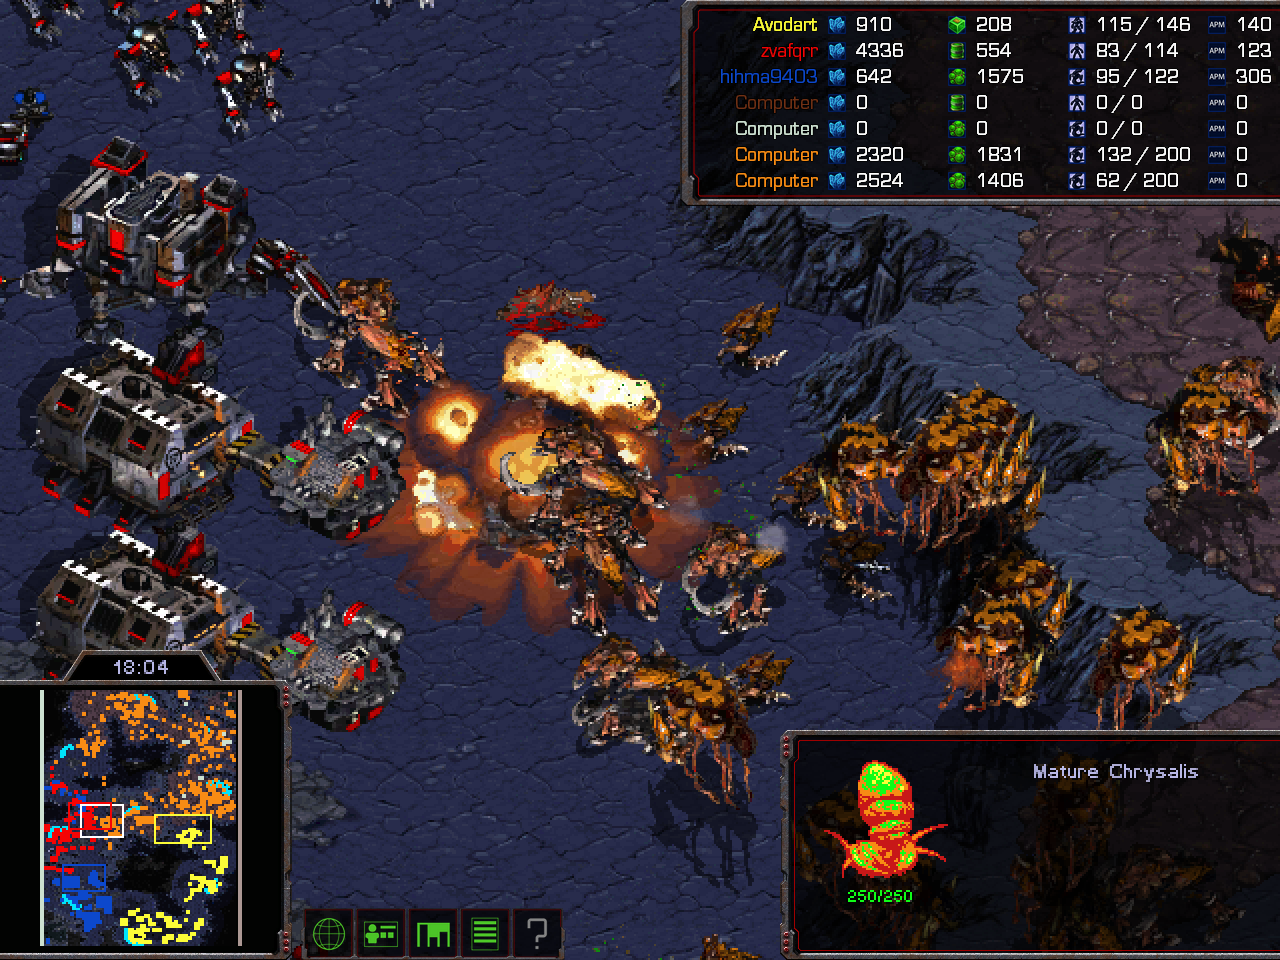 Avodart 910 208 115 / 146 APM 140
zvafqrr 4336 554 83 / 114 APM 123
hihma9403 642 1575 95 / 122 APM 306
Computer 0 0 0 / 0 APM 0
Computer 0 0 0 / 0 APM 0
Computer 2320 1831 132 / 200 APM 0
Computer 2524 1406 62 / 200 APM 0
18:04
Mature Chrysalis
250/250
?